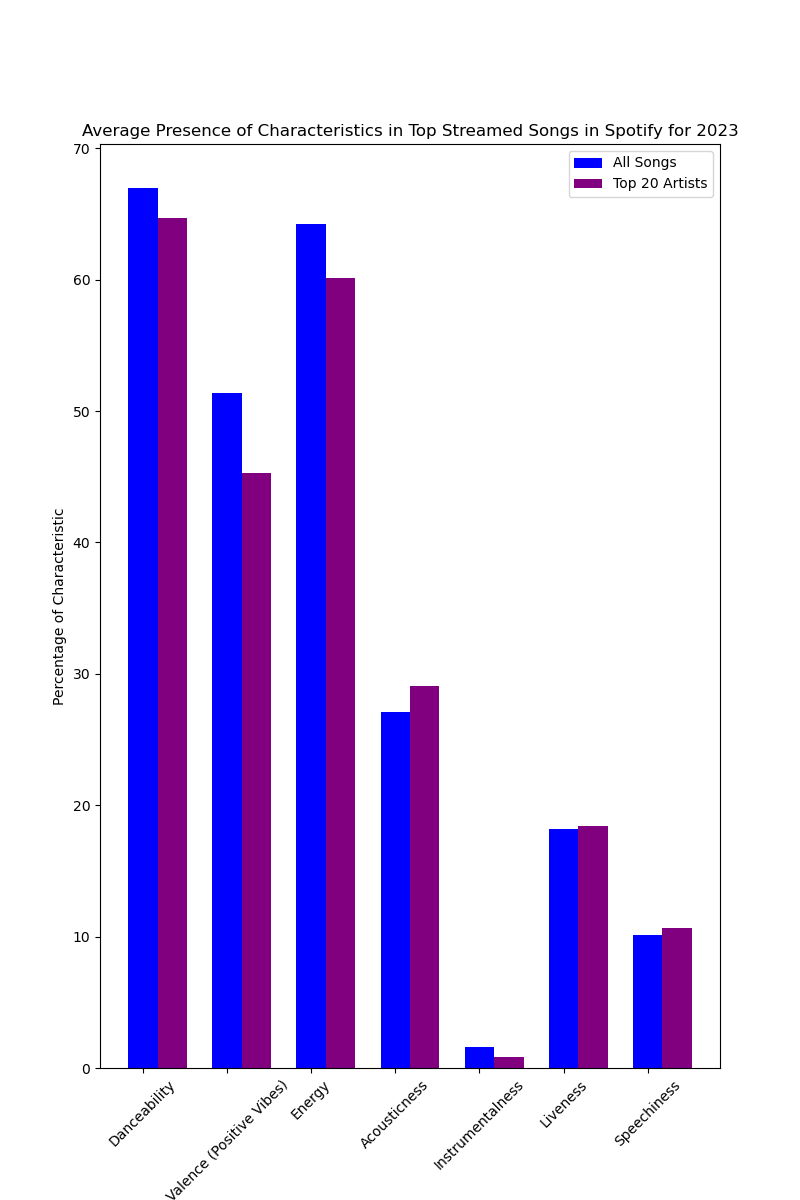 Average Presence of Characteristics in Top Streamed Songs in Spotify for 2023
All Songs
Top 20 Artists
Percentage of Characteristic
70
60
50
40
30
20
10
0
Danceability
Valence (Positive Vibes)
Energy
Acousticness
Instrumentalness
Liveness
Speechiness